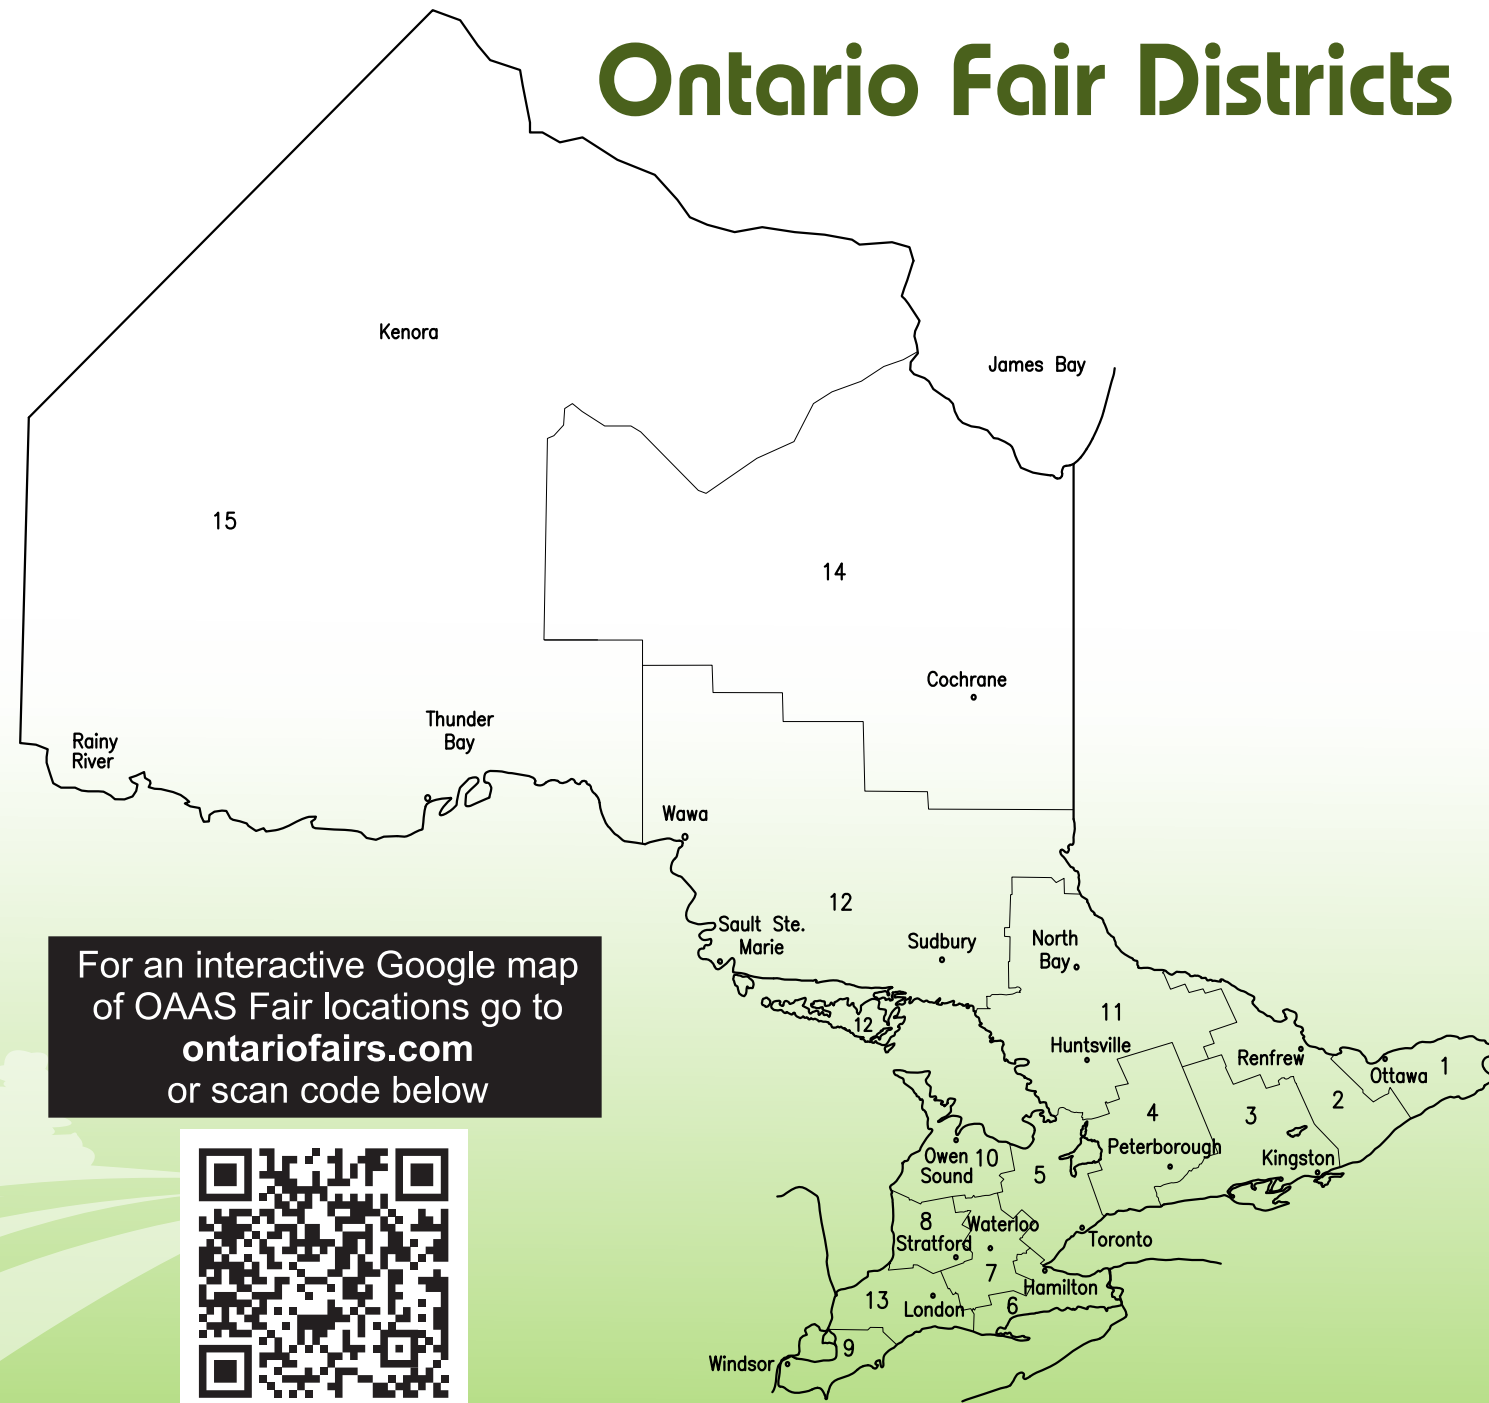 Ontario Fair Districts
Kenora
James Bay
15
14
Cochrane
Thunder
Bay
Rainy
River
Wawa
12
Sault Ste.
Marie
Sudbury
North
Bay
For an interactive Google map
of OAAS Fair locations go to
ontariofairs.com
or scan code below
12
11
Huntsville
Renfrew
Ottawa
1
2
3
4
Peterborough
Kingston
Owen
Sound
10
5
8
Stratford
Waterloo
Toronto
7
Hamilton
13
London
6
9
Windsor